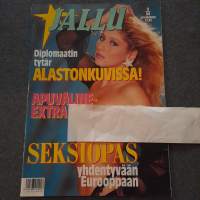 JALLU
Diplomaatin
tytär
ALASTONKUVISSA!
APUVÄLINE-
EXTRA
SEKSIOPAS
yhdentyvään
Eurooppaan